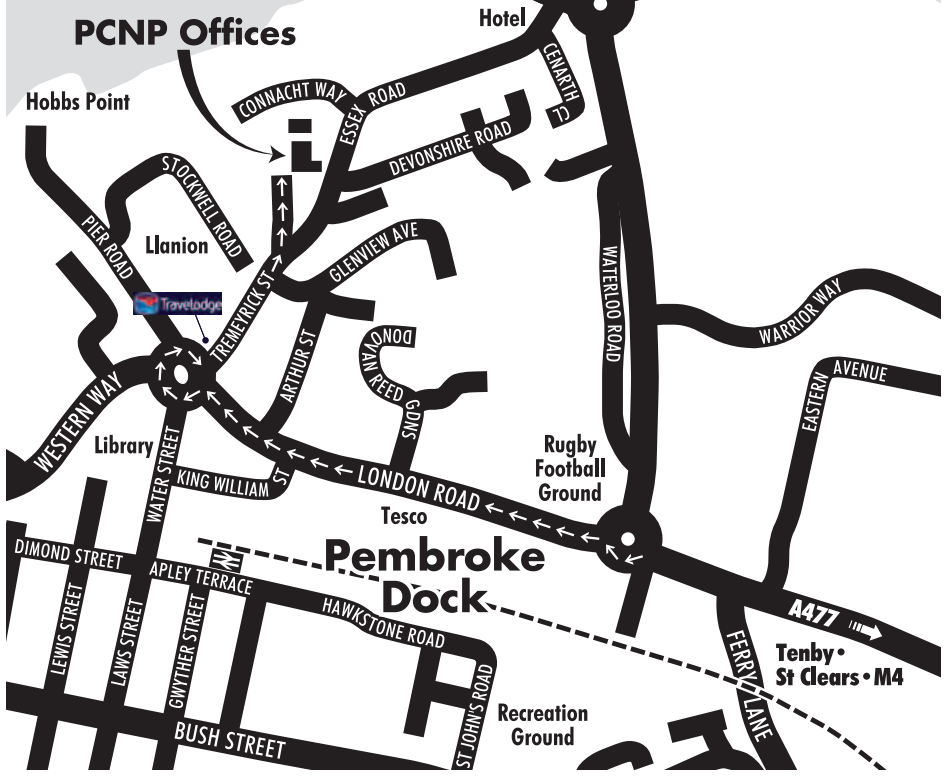 PCNP Offices
Hotel
Hobbs Point
CONNACHT WAY
ESSEX ROAD
CENARTH
CL
DEVONSHIRE ROAD
STOCKWELL ROAD
PIER ROAD
Llanion
GLENVIEW AVE
Travelodge
TREMEYRICK ST
WATERLOO ROAD
WARRIOR WAY
ARTHUR ST
DONOVAN REED GDNS
EASTERN AVENUE
WESTERN WAY
Library
WATER STREET
KING WILLIAM ST
LONDON ROAD
Rugby
Football
Ground
Tesco
Pembroke
Dock
DIMOND STREET
APLEY TERRACE
HAWKSTONE ROAD
LEWIS STREET
LAWS STREET
GWYTHER STREET
A477
Tenby •
St Clears • M4
FERRY LANE
ST JOHN'S ROAD
Recreation
Ground
BUSH STREET